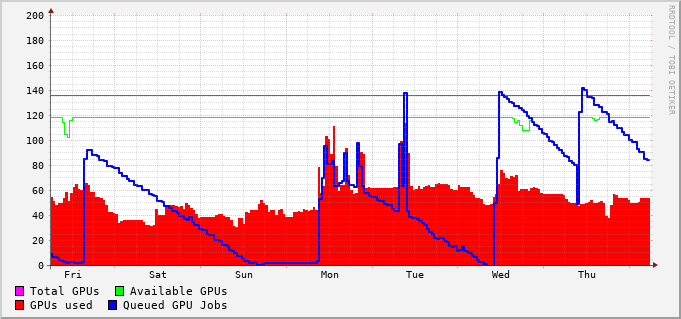 200
180
160
140
120
100
80
60
40
20
0
Fri Sat Sun Mon Tue Wed Thu
Total GPUs Available GPUs
GPUs used Queued GPU Jobs
RRDTOOL / TOBI OETIKER